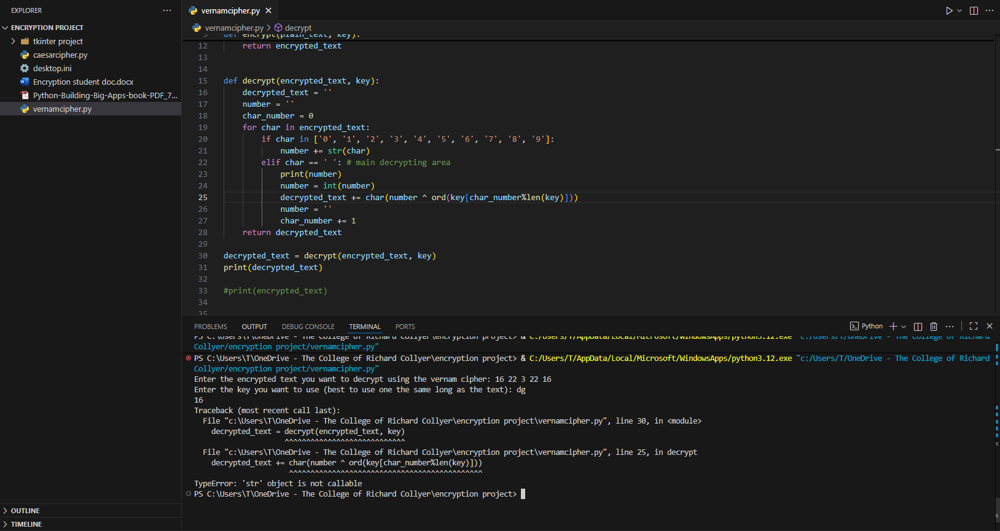 EXPLORER
ENCRYPTION PROJECT
tkinter project
caesarcipher.py
desktop.ini
Encryption student doc.docx
Python-Building-Big-Apps-book-PDF_7...
vernamcipher.py
OUTLINE
TIMELINE
vernamcipher.py
vernamcipher.py > decrypt
5 def encrypt(plain_text, key):
12 return encrypted_text
13
14
15 def decrypt(encrypted_text, key):
16 decrypted_text = ''
17 number = ''
18 char_number = 0
19 for char in encrypted_text:
20 if char in ['0', '1', '2', '3', '4', '5', '6', '7', '8', '9']:
21 number += str(char)
22 elif char == ' ': # main decrypting area
23 print(number)
24 number = int(number)
25 decrypted_text += char(number ^ ord(key[char_number%len(key)]))
26 number = ''
27 char_number += 1
28 return decrypted_text
29
30 decrypted_text = decrypt(encrypted_text, key)
31 print(decrypted_text)
32
33 #print(encrypted_text)
34
35
PROBLEMS OUTPUT DEBUG CONSOLE TERMINAL PORTS Python
PS C:\Users\T\OneDrive - The College of Richard Collyer\encryption project> & C:/Users/T/AppData/Local/Microsoft/WindowsApps/python3.12.exe "c:/Users/T/OneDrive - The College of Richard
Collyer/encryption project/vernamcipher.py"
PS C:\Users\T\OneDrive - The College of Richard Collyer\encryption project> & C:/Users/T/AppData/Local/Microsoft/WindowsApps/python3.12.exe "c:/Users/T/OneDrive - The College of Richard
Collyer/encryption project/vernamcipher.py"
Enter the encrypted text you want to decrypt using the vernam cipher: 16 22 3 22 16
Enter the key you want to use (best to use one the same long as the text): dg
16
Traceback (most recent call last):
File "c:\Users\T\OneDrive - The College of Richard Collyer\encryption project\vernamcipher.py", line 30, in <module>
decrypted_text = decrypt(encrypted_text, key)
^^^^^^^^^^^^^^^^^^^^^^^^^^^^
File "c:\Users\T\OneDrive - The College of Richard Collyer\encryption project\vernamcipher.py", line 25, in decrypt
decrypted_text += char(number ^ ord(key[char_number%len(key)]))
^^^^^^^^^^^^^^^^^^^^^^^^^^^^^^^^^^^^^^^^^^^^^
TypeError: 'str' object is not callable
PS C:\Users\T\OneDrive - The College of Richard Collyer\encryption project>